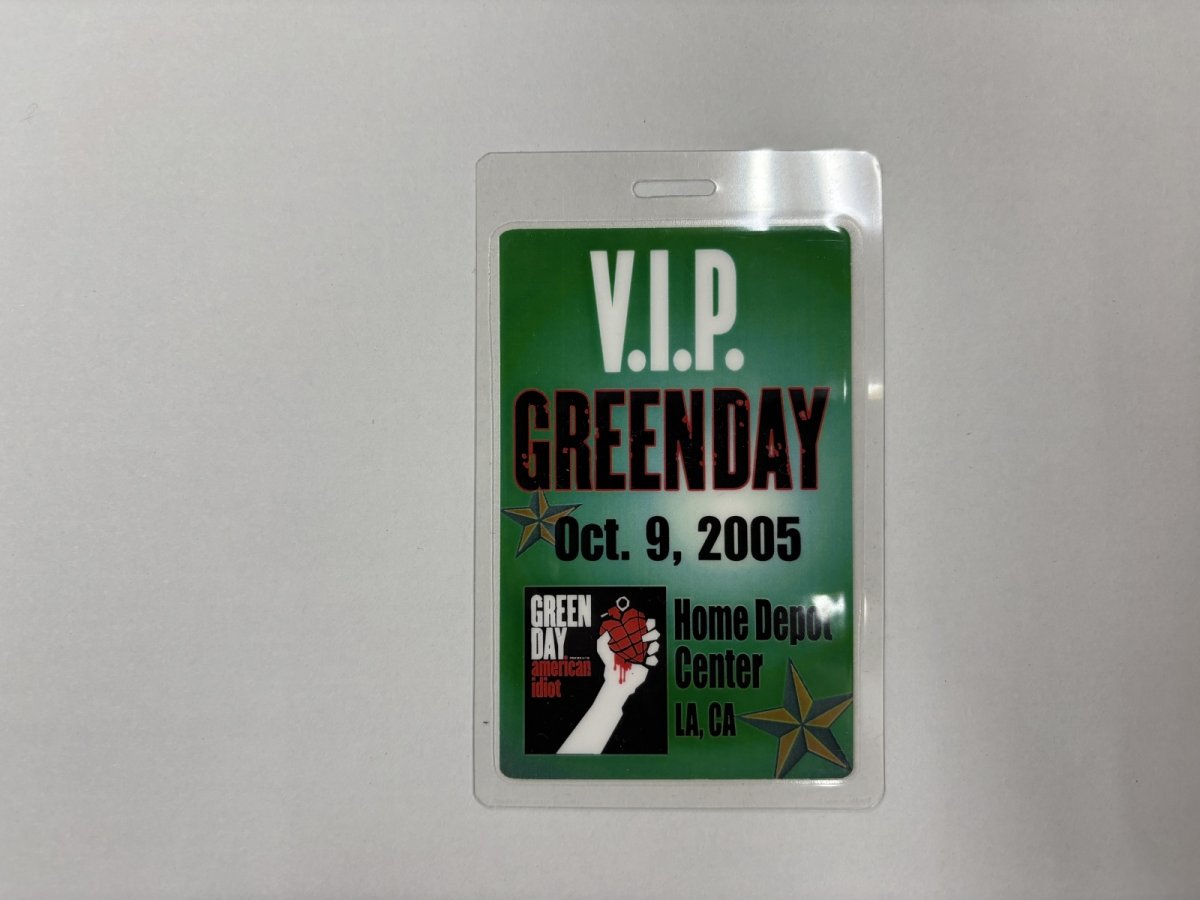 V.I.P.
GREENDAY
Oct. 9, 2005
GREEN
DAY
american
idiot
Home Depot
Center
LA, CA